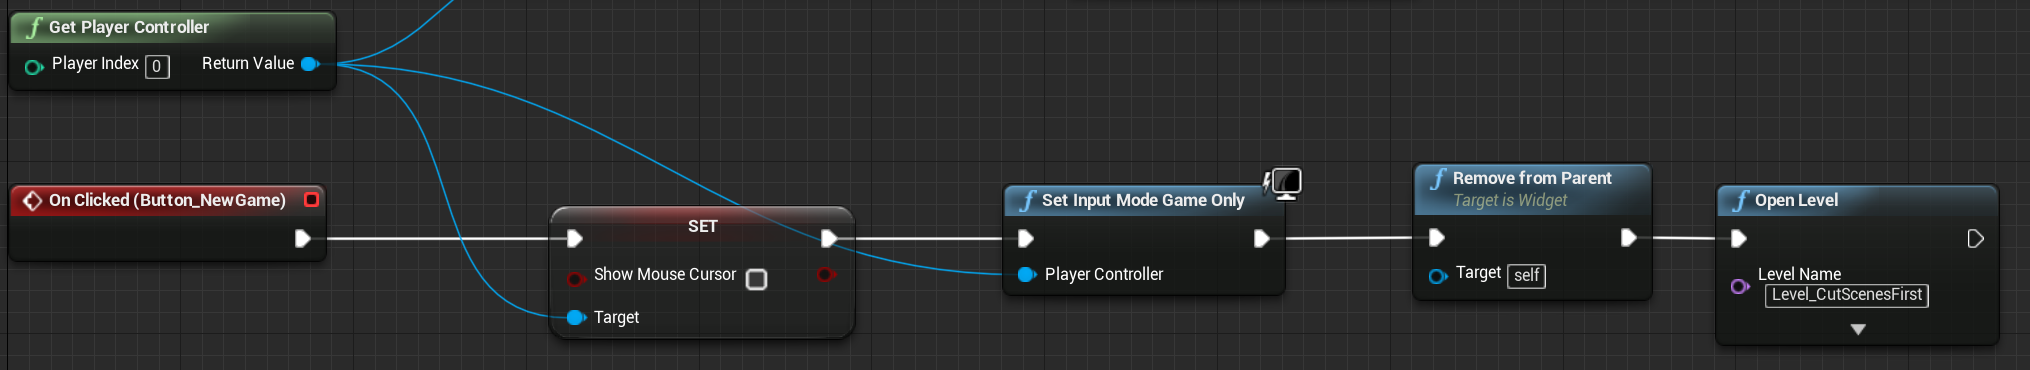 Get Player Controller
Player Index 0 Return Value
On Clicked (Button_NewGame)
SET
Show Mouse Cursor
Target
Set Input Mode Game Only
Player Controller
Remove from Parent
Target is Widget
Target self
Open Level
Level Name
Level_CutScenesFirst